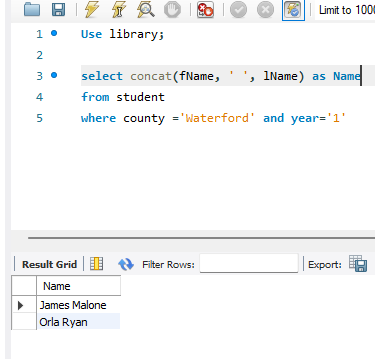 Limit to 1000
1 Use library;
2
3 select concat(fName, ' ', lName) as Name
4 from student
5 where county ='Waterford' and year='1'
Result Grid Filter Rows: Export:
Name
James Malone
Orla Ryan